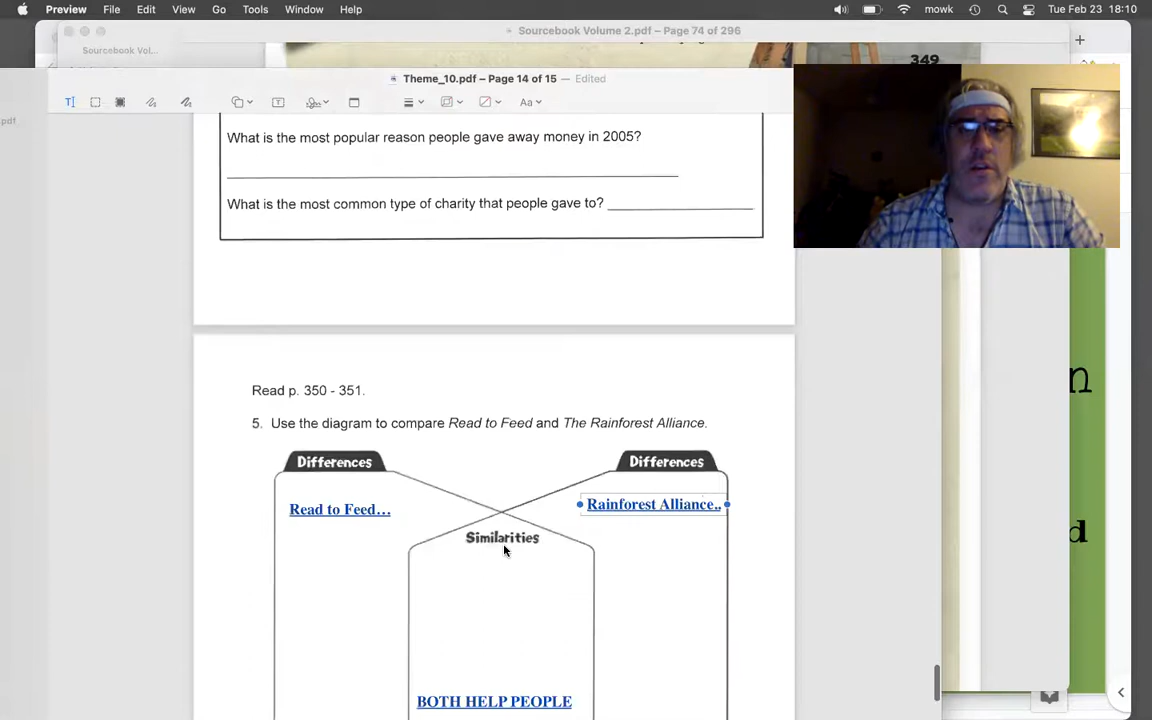 Preview File Edit View Go Tools Window Help mowk Tue Feb 23 18:10
Sourcebook Volume 2.pdf – Page 74 of 296
Sourcebook Vol...
349
Theme_10.pdf – Page 14 of 15 — Edited
Aa
.pdf
What is the most popular reason people gave away money in 2005?
What is the most common type of charity that people gave to?
Read p. 350 - 351.
5. Use the diagram to compare Read to Feed and The Rainforest Alliance.
Differences Differences
Read to Feed... Rainforest Alliance..
Similarities
BOTH HELP PEOPLE
n
d